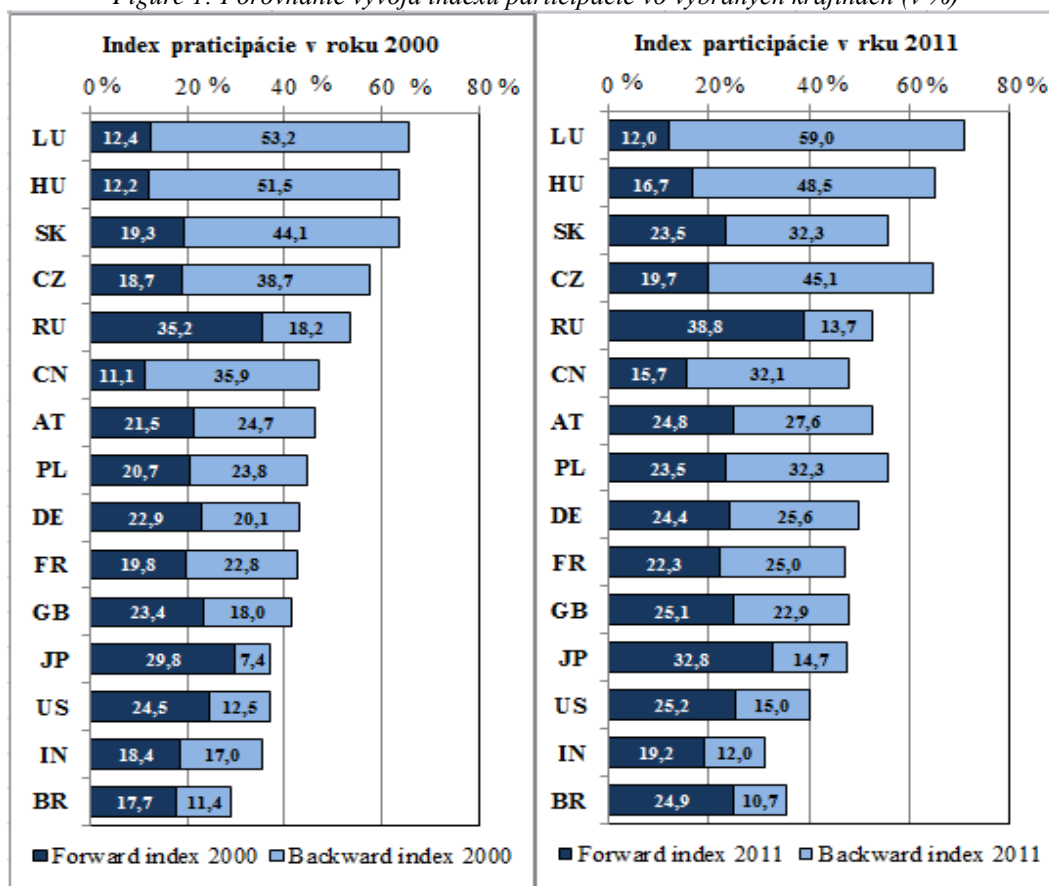 Figure 1: Porovnanie vývoja indexu participácie vo vybraných krajinách (v %)
Index praticipácie v roku 2000
0 % 20 % 40 % 60 % 80 %
LU 12,4 53,2
HU 12,2 51,5
SK 19,3 44,1
CZ 18,7 38,7
RU 35,2 18,2
CN 11,1 35,9
AT 21,5 24,7
PL 20,7 23,8
DE 22,9 20,1
FR 19,8 22,8
GB 23,4 18,0
JP 29,8 7,4
US 24,5 12,5
IN 18,4 17,0
BR 17,7 11,4
Forward index 2000 Backward index 2000
Index participácie v rku 2011
0 % 20 % 40 % 60 % 80 %
LU 12,0 59,0
HU 16,7 48,5
SK 23,5 32,3
CZ 19,7 45,1
RU 38,8 13,7
CN 15,7 32,1
AT 24,8 27,6
PL 23,5 32,3
DE 24,4 25,6
FR 22,3 25,0
GB 25,1 22,9
JP 32,8 14,7
US 25,2 15,0
IN 19,2 12,0
BR 24,9 10,7
Forward index 2011 Backward index 2011